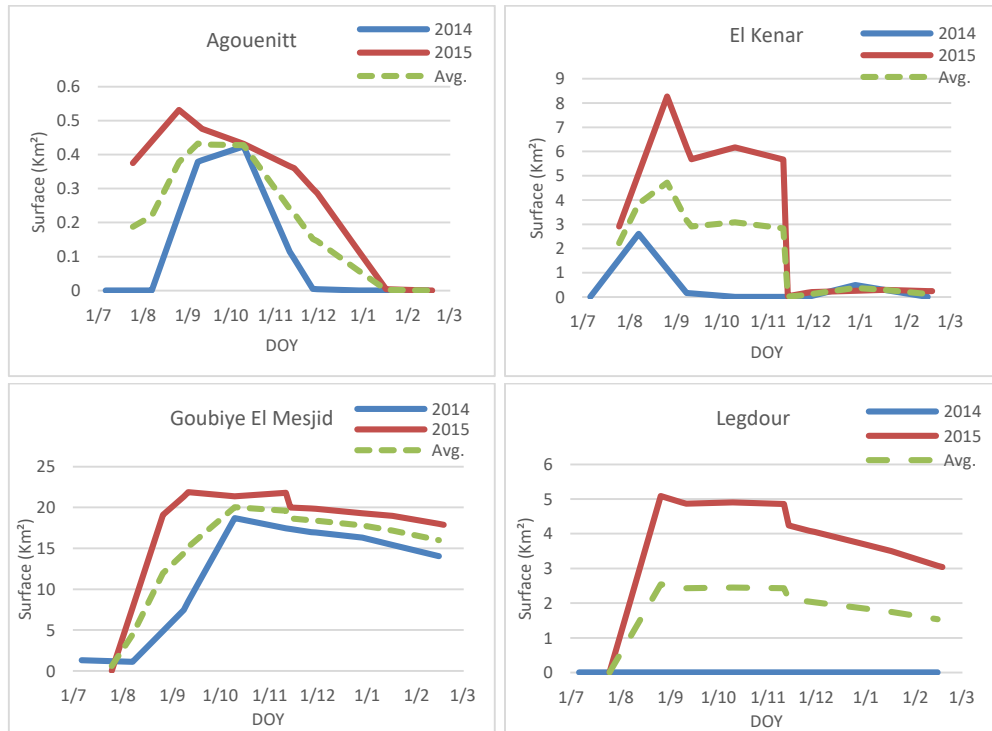 Agouenitt
2014
2015
Avg.
Surface (Km²)
0.6
0.5
0.4
0.3
0.2
0.1
0
1/7 1/8 1/9 1/10 1/11 1/12 1/1 1/2 1/3
DOY
El Kenar
2014
2015
Avg.
Surface (Km²)
9
8
7
6
5
4
3
2
1
0
1/7 1/8 1/9 1/10 1/11 1/12 1/1 1/2 1/3
DOY
Goubiye El Mesjid
2014
2015
Avg.
Surface (Km²)
25
20
15
10
5
0
1/7 1/8 1/9 1/10 1/11 1/12 1/1 1/2 1/3
DOY
Legdour
2014
2015
Avg.
Surface (Km²)
6
5
4
3
2
1
0
1/7 1/8 1/9 1/10 1/11 1/12 1/1 1/2 1/3
DOY